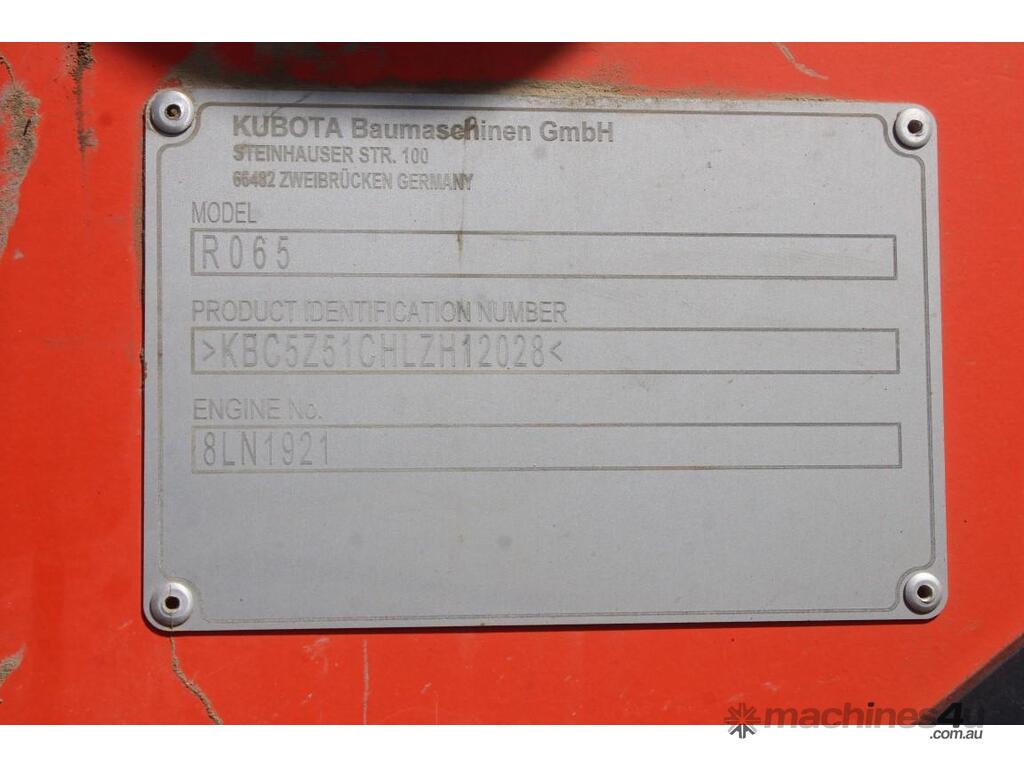 KUBOTA Baumaschinen GmbH
STEINHAUSER STR. 100
66482 ZWEIBRÜCKEN GERMANY
MODEL
R065
PRODUCT IDENTIFICATION NUMBER
>KBC5Z51CHLZH12028<
ENGINE No.
8LN1921
machines4u
.com.au